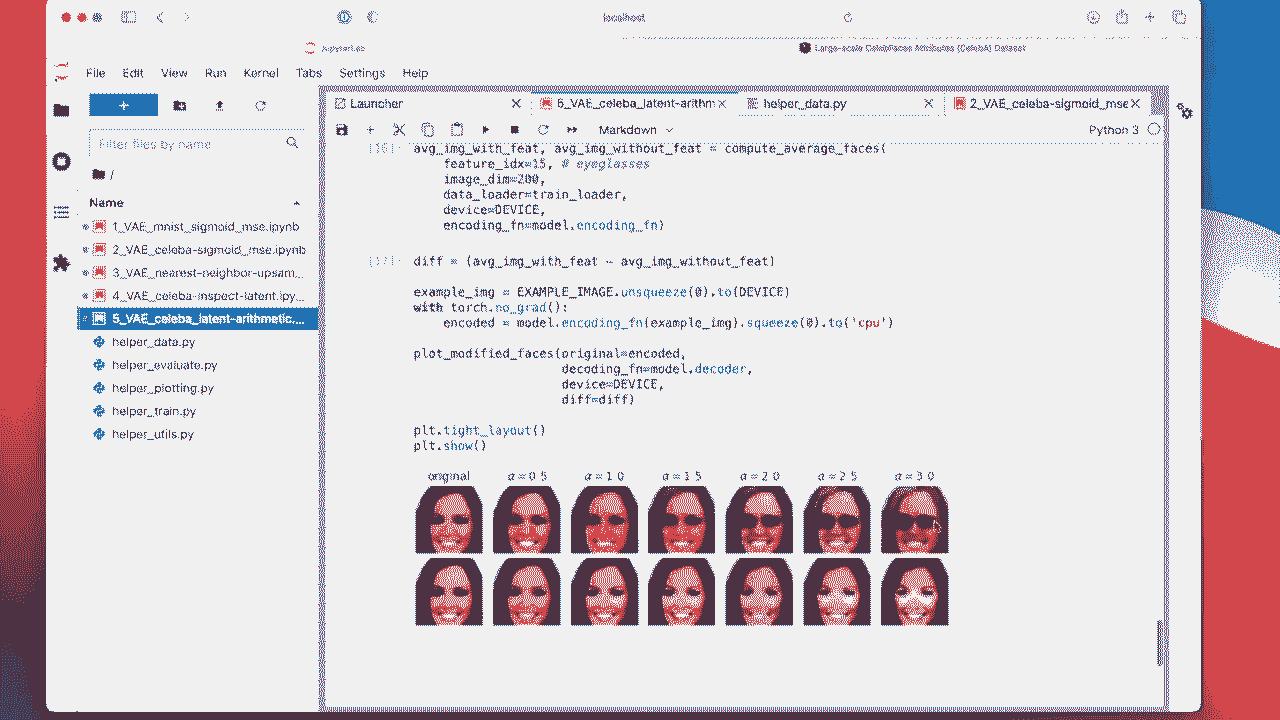 localhost
JupyterLab
Large-scale CelebFaces Attributes (CelebA) Dataset
File Edit View Run Kernel Tabs Settings Help
+
Filter files by name
/
Name
1_VAE_mnist_sigmoid_mse.ipynb
2_VAE_celeba-sigmoid_mse.ipynb
3_VAE_nearest-neighbor-upsam...
4_VAE_celeba-inspect-latent.ipy...
5_VAE_celeba_latent-arithmetic....
helper_data.py
helper_evaluate.py
helper_plotting.py
helper_train.py
helper_utils.py
Launcher
5_VAE_celeba_latent-arithm
helper_data.py
2_VAE_celeba-sigmoid_mse
Markdown
Python 3
[16]: avg_img_with_feat, avg_img_without_feat = compute_average_faces(
feature_idx=15, # eyeglasses
image_dim=200,
data_loader=train_loader,
device=DEVICE,
encoding_fn=model.encoding_fn)
[17]: diff = (avg_img_with_feat - avg_img_without_feat)
example_img = EXAMPLE_IMAGE.unsqueeze(0).to(DEVICE)
with torch.no_grad():
encoded = model.encoding_fn(example_img).squeeze(0).to('cpu')
plot_modified_faces(original=encoded,
decoding_fn=model.decoder,
device=DEVICE,
diff=diff)
plt.tight_layout()
plt.show()
original α = 0.5 α = 1.0 α = 1.5 α = 2.0 α = 2.5 α = 3.0